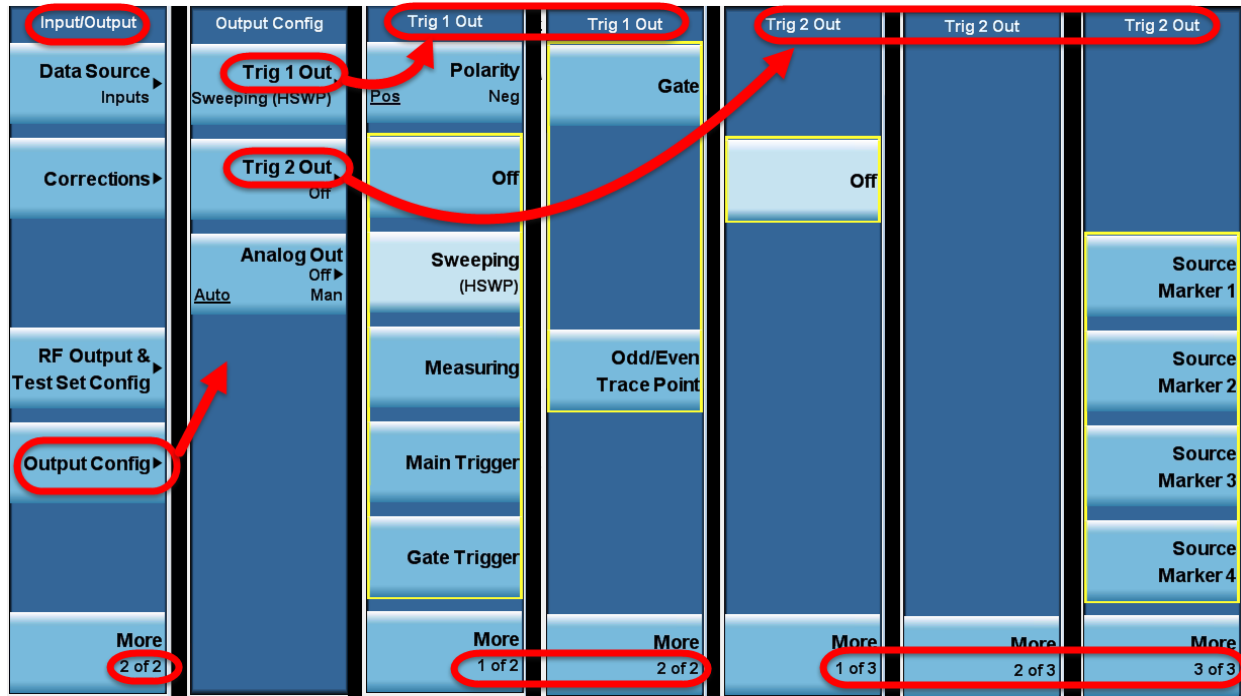 Input/Output
Data Source
Inputs
Corrections
RF Output &
Test Set Config
Output Config
More
2 of 2
Output Config
Trig 1 Out
Sweeping (HSWP)
Trig 2 Out
Off
Analog Out
Off
Auto Man
Trig 1 Out
Polarity
Pos Neg
Off
Sweeping
(HSWP)
Measuring
Main Trigger
Gate Trigger
More
1 of 2
Trig 1 Out
Gate
Odd/Even
Trace Point
More
2 of 2
Trig 2 Out
Off
More
1 of 3
Trig 2 Out
More
2 of 3
Trig 2 Out
Source
Marker 1
Source
Marker 2
Source
Marker 3
Source
Marker 4
More
3 of 3